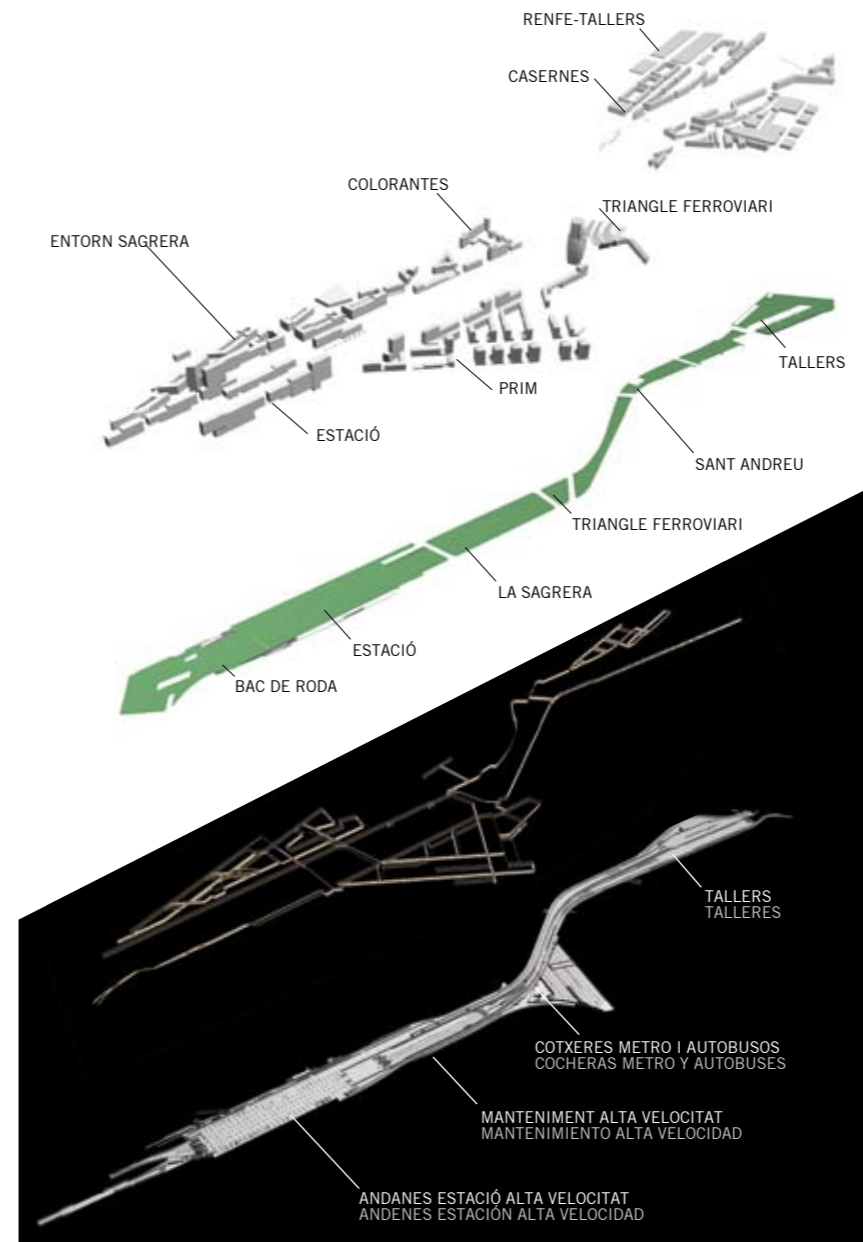 RENFE-TALLERS
CASERNES
COLORANTES
TRIANGLE FERROVIARI
ENTORN SAGRERA
TALLERS
PRIM
ESTACIÓ
SANT ANDREU
TRIANGLE FERROVIARI
LA SAGRERA
ESTACIÓ
BAC DE RODA
TALLERS
TALLERES
COTXERES METRO I AUTOBUSOS
COCHERAS METRO Y AUTOBUSES
MANTENIMENT ALTA VELOCITAT
MANTENIMIENTO ALTA VELOCIDAD
ANDANES ESTACIÓ ALTA VELOCITAT
ANDENES ESTACIÓN ALTA VELOCIDAD